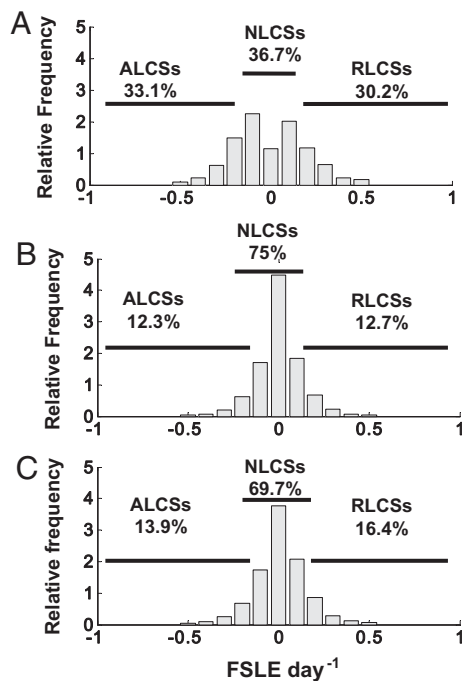 A
Relative Frequency
5
4
3
2
1
0
NLCSs
36.7%
ALCSs
33.1%
RLCSs
30.2%
-1 -0.5 0 0.5 1
B
Relative Frequency
5
4
3
2
1
0
NLCSs
75%
ALCSs
12.3%
RLCSs
12.7%
-1 -0.5 0 0.5 1
C
Relative frequency
5
4
3
2
1
0
NLCSs
69.7%
ALCSs
13.9%
RLCSs
16.4%
-1 -0.5 0 0.5 1
FSLE day-1